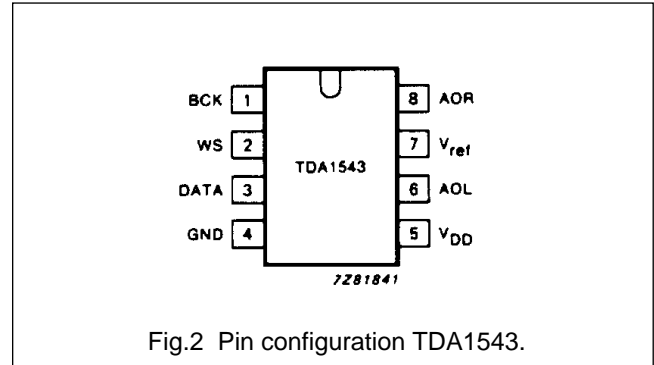 BCK 1 8 AOR
WS 2 7 Vref
TDA1543
DATA 3 6 AOL
GND 4 5 VDD
7Z81841
Fig.2 Pin configuration TDA1543.